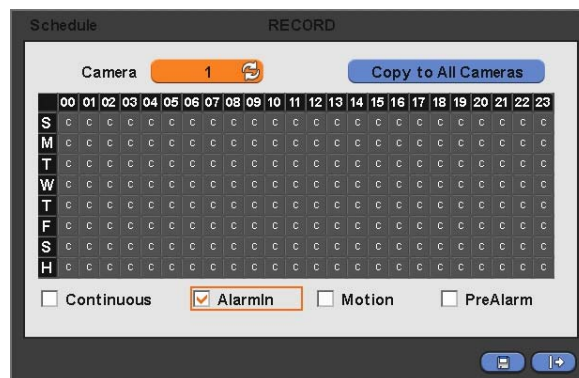 Schedule RECORD
Camera 1 Copy to All Cameras
00 01 02 03 04 05 06 07 08 09 10 11 12 13 14 15 16 17 18 19 20 21 22 23
S C C C C C C C C C C C C C C C C C C C C C C C C
M C C C C C C C C C C C C C C C C C C C C C C C C
T C C C C C C C C C C C C C C C C C C C C C C C C
W C C C C C C C C C C C C C C C C C C C C C C C C
T C C C C C C C C C C C C C C C C C C C C C C C C
F C C C C C C C C C C C C C C C C C C C C C C C C
S C C C C C C C C C C C C C C C C C C C C C C C C
H C C C C C C C C C C C C C C C C C C C C C C C C
Continuous AlarmIn Motion PreAlarm